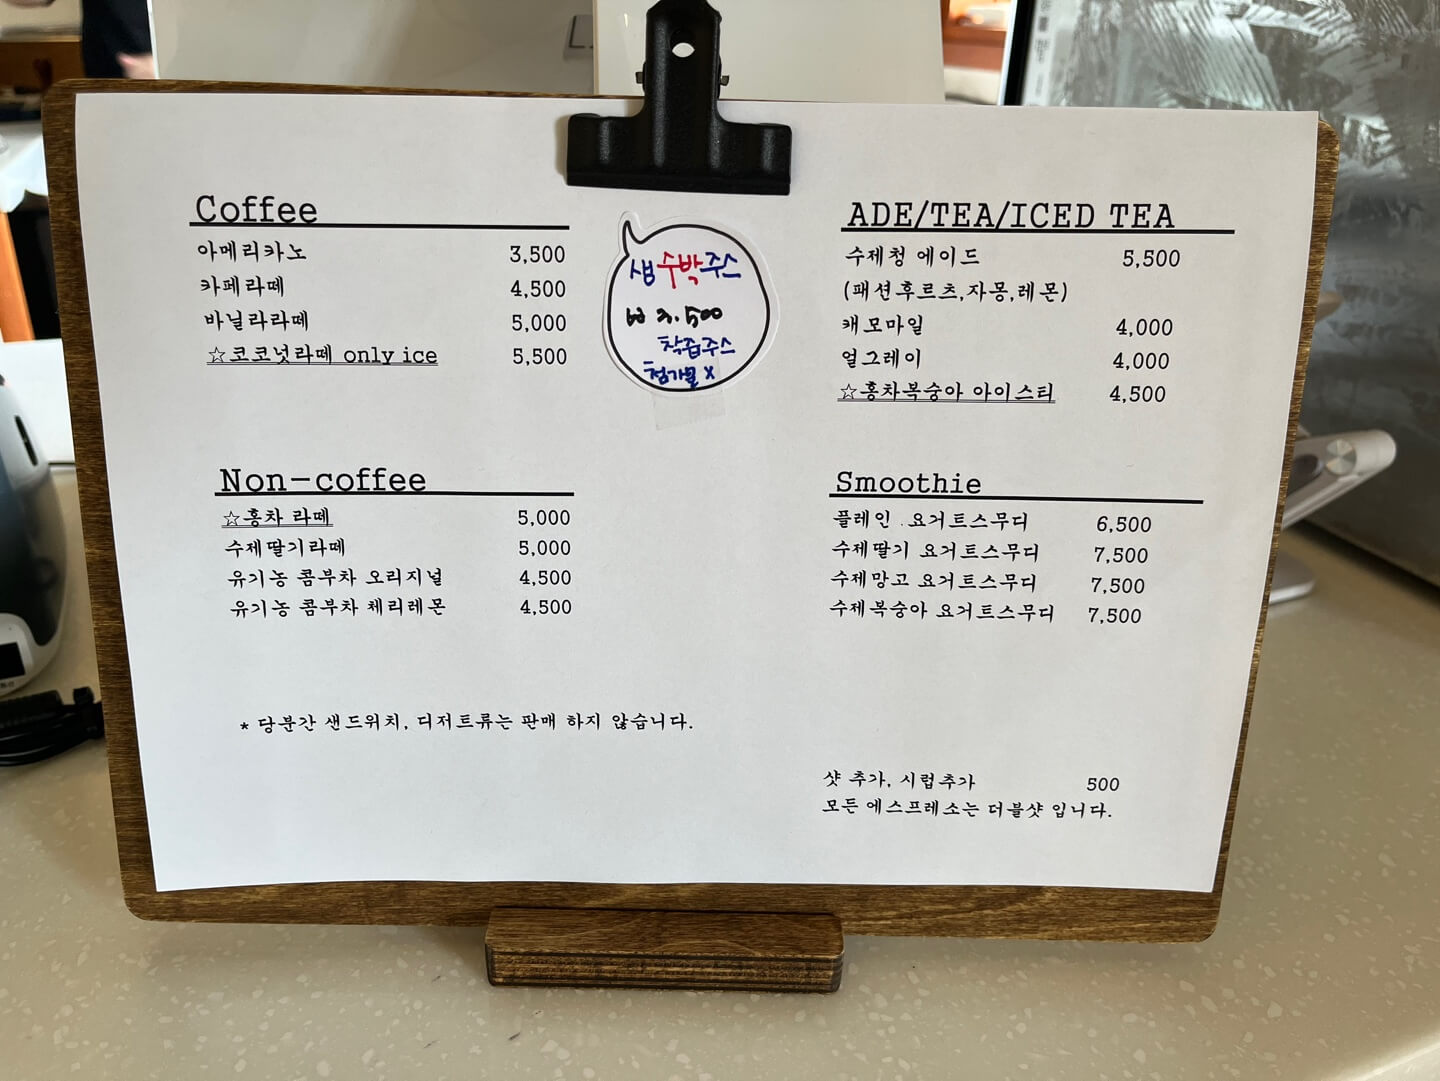 Coffee
아메리카노 3,500
카페라떼 4,500
바닐라라떼 5,000
☆코코넛라떼 only ice 5,500
생수박주스
3.500
착즙주스
첨가물 X
ADE/TEA/ICED TEA
수제청 에이드 5,500
(패션후르츠,자몽,레몬)
캐모마일 4,000
얼그레이 4,000
☆홍차복숭아 아이스티 4,500
Non-coffee
☆홍차 라떼 5,000
수제딸기라떼 5,000
유기농 콤부차 오리지널 4,500
유기농 콤부차 체리레몬 4,500
Smoothie
플레인 요거트스무디 6,500
수제딸기 요거트스무디 7,500
수제망고 요거트스무디 7,500
수제복숭아 요거트스무디 7,500
* 당분간 샌드위치, 디저트류는 판매 하지 않습니다.
샷 추가, 시럽추가 500
모든 에스프레소는 더블샷 입니다.